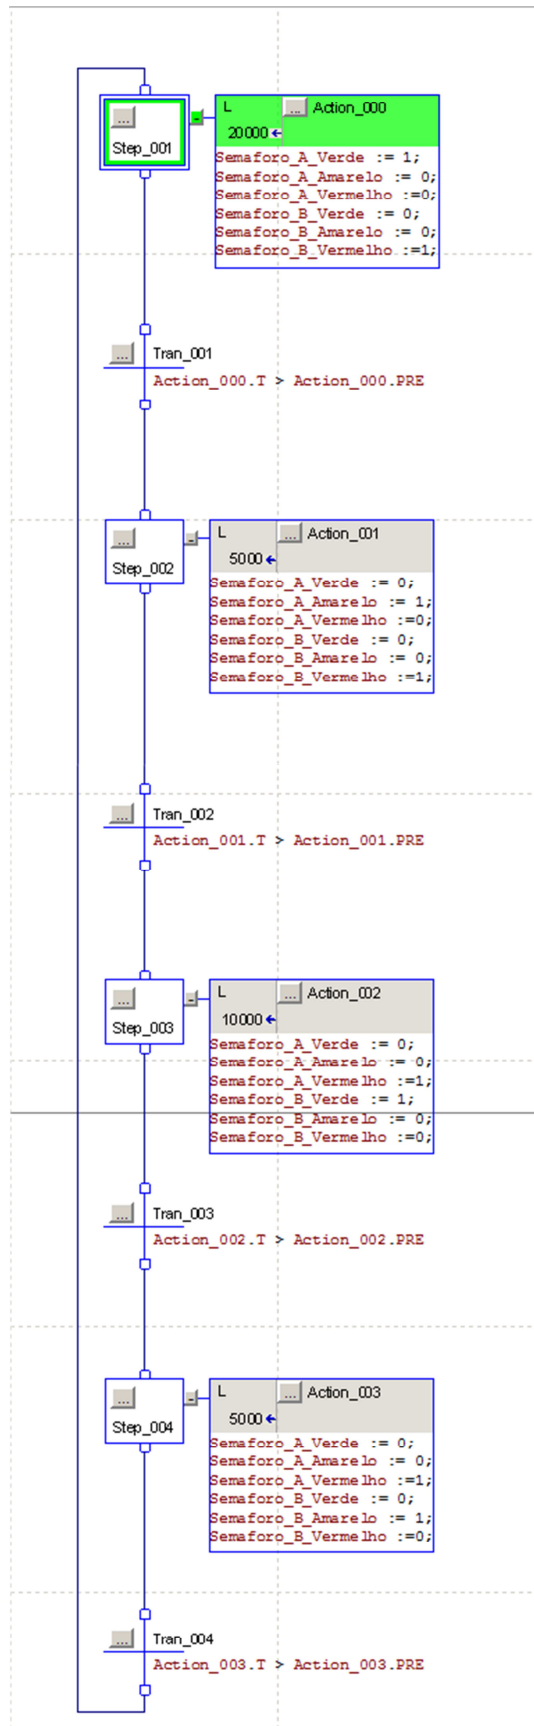 L ... Action_000
... 20000
Step_001
Semaforo_A_Verde := 1;
Semaforo_A_Amarelo := 0;
Semaforo_A_Vermelho :=0;
Semaforo_B_Verde := 0;
Semaforo_B_Amarelo := 0;
Semaforo_B_Vermelho :=1;
... Tran_001
Action_000.T > Action_000.PRE
L ... Action_001
... 5000
Step_002
Semaforo_A_Verde := 0;
Semaforo_A_Amarelo := 1;
Semaforo_A_Vermelho :=0;
Semaforo_B_Verde := 0;
Semaforo_B_Amarelo := 0;
Semaforo_B_Vermelho :=1;
... Tran_002
Action_001.T > Action_001.PRE
L ... Action_002
... 10000
Step_003
Semaforo_A_Verde := 0;
Semaforo_A_Amarelo := 0;
Semaforo_A_Vermelho :=1;
Semaforo_B_Verde := 1;
Semaforo_B_Amarelo := 0;
Semaforo_B_Vermelho :=0;
... Tran_003
Action_002.T > Action_002.PRE
L ... Action_003
... 5000
Step_004
Semaforo_A_Verde := 0;
Semaforo_A_Amarelo := 0;
Semaforo_A_Vermelho :=1;
Semaforo_B_Verde := 0;
Semaforo_B_Amarelo := 1;
Semaforo_B_Vermelho :=0;
... Tran_004
Action_003.T > Action_003.PRE